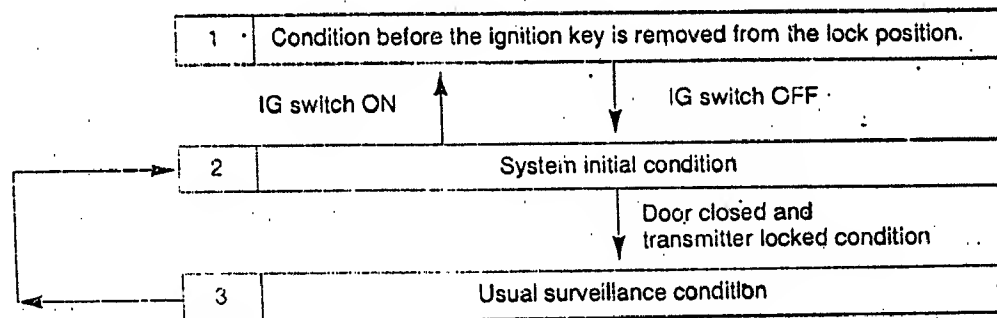 1 Condition before the ignition key is removed from the lock position.
IG switch ON
IG switch OFF
2 System initial condition
Door closed and
transmitter locked condition
3 Usual surveillance condition